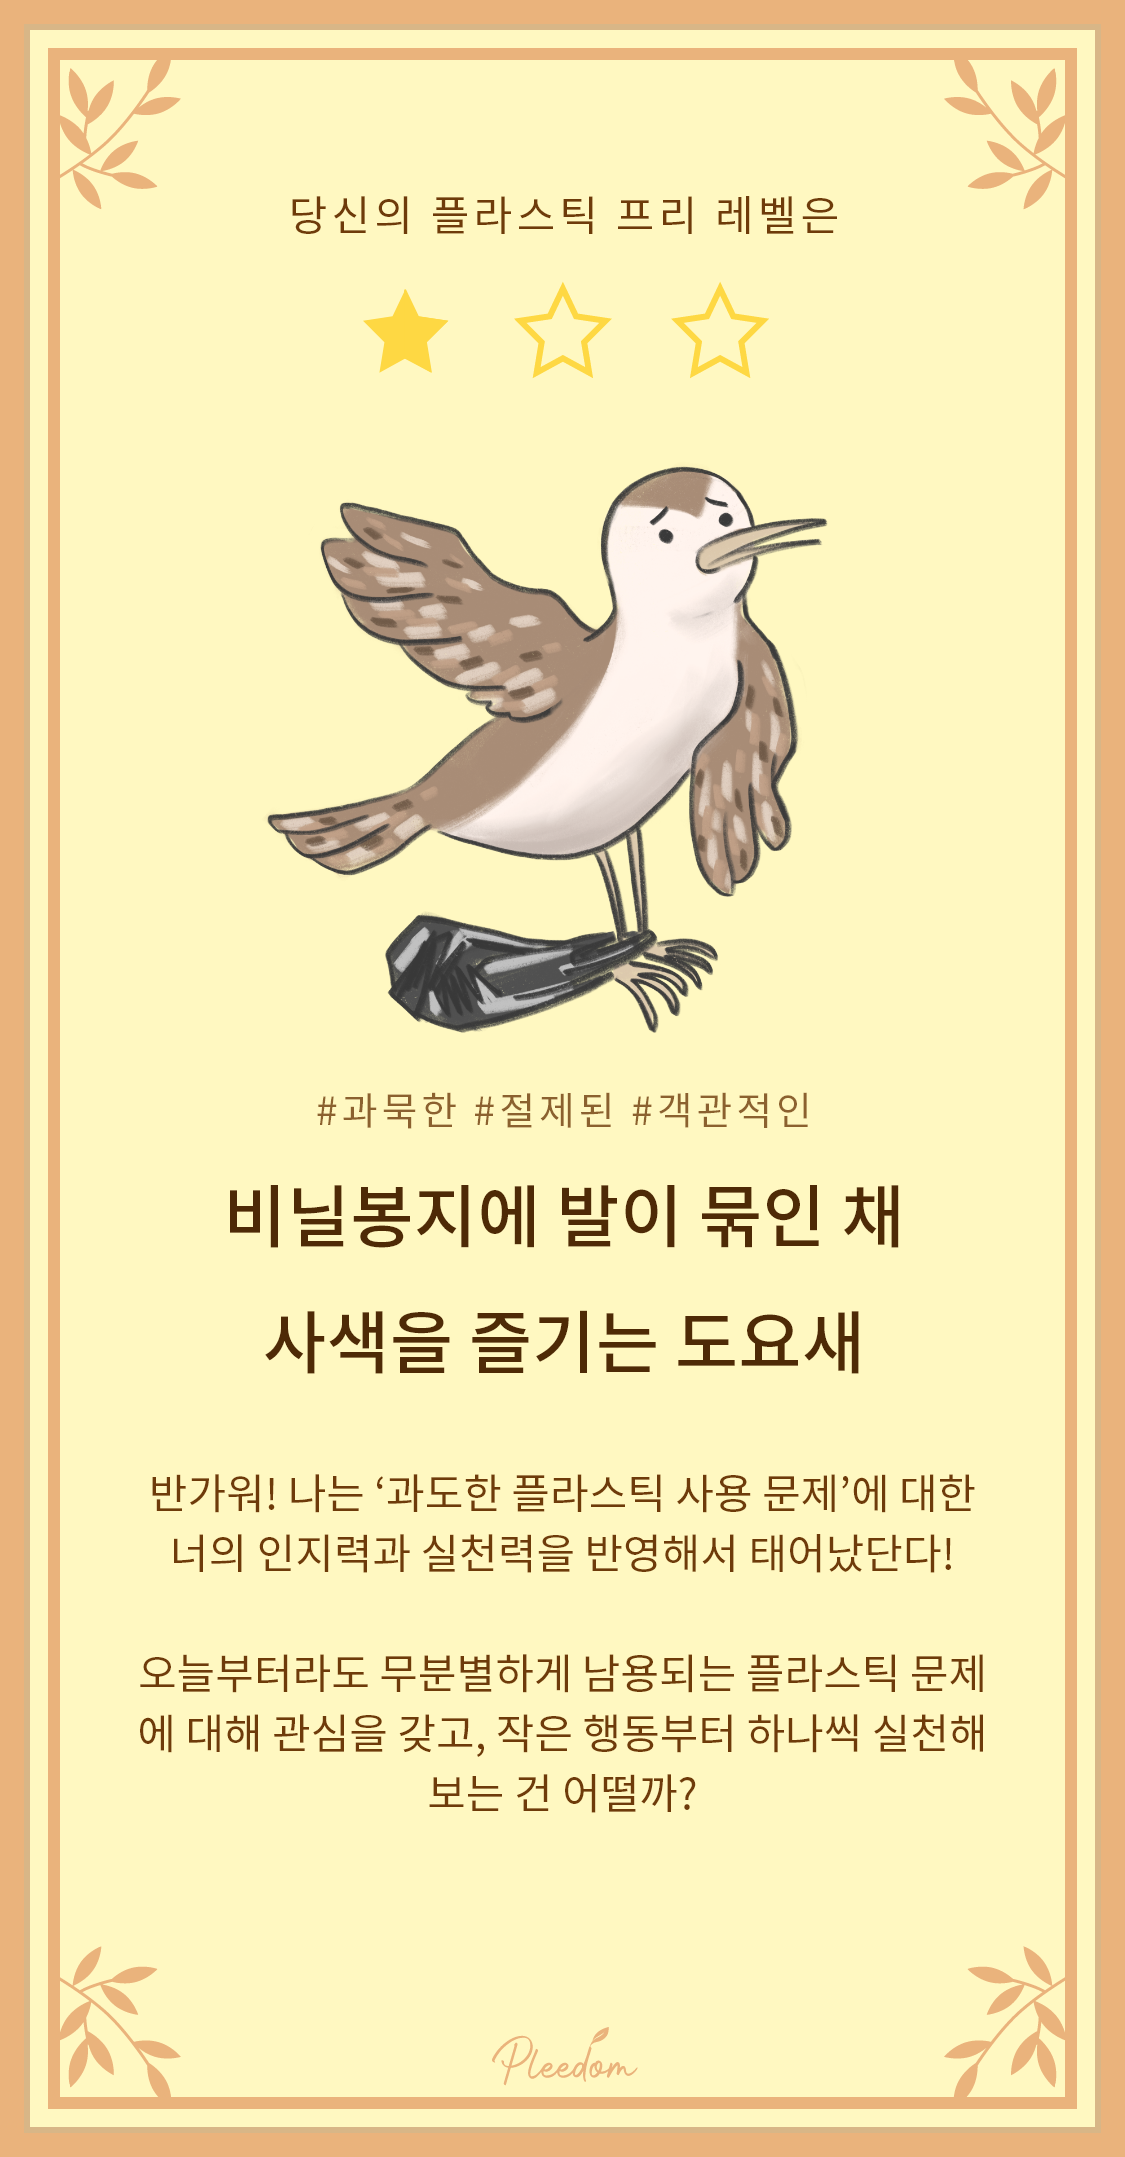 당신의 플라스틱 프리 레벨은
#과묵한 #절제된 #객관적인
비닐봉지에 발이 묶인 채
사색을 즐기는 도요새
반가워! 나는 ‘과도한 플라스틱 사용 문제’에 대한
너의 인지력과 실천력을 반영해서 태어났단다!
오늘부터라도 무분별하게 남용되는 플라스틱 문제
에 대해 관심을 갖고, 작은 행동부터 하나씩 실천해
보는 건 어떨까?
Pleedom